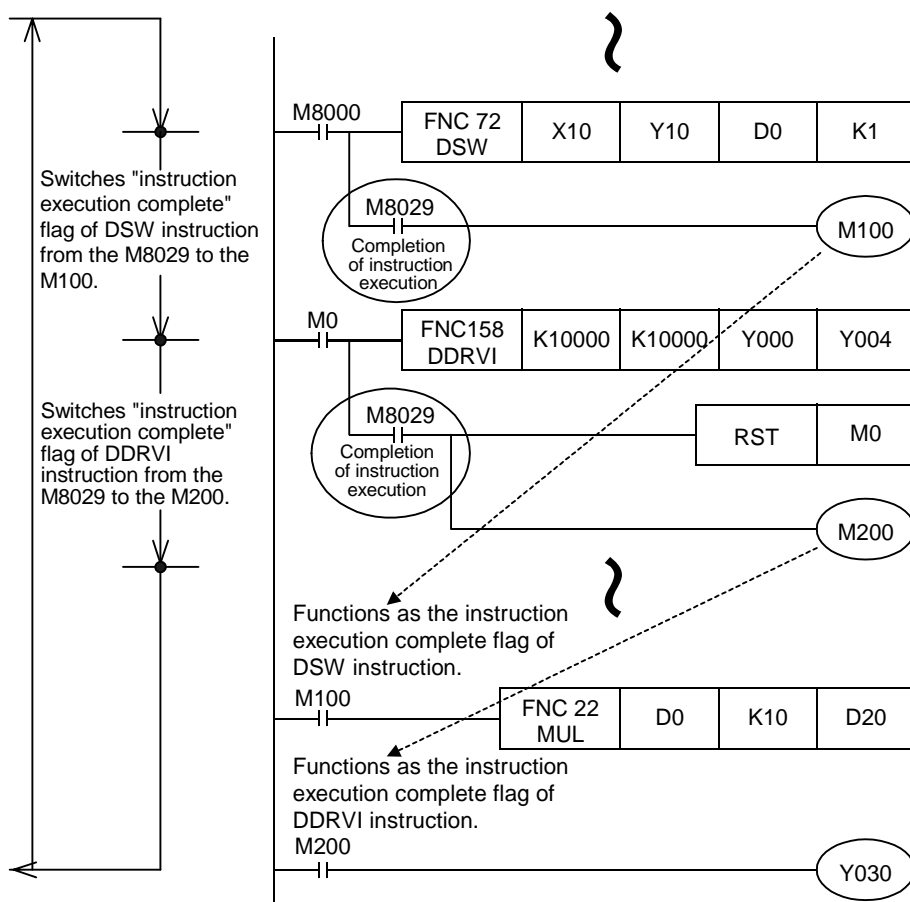 M8000
FNC 72
DSW
X10
Y10
D0
K1
Switches "instruction
execution complete"
flag of DSW instruction
from the M8029 to the
M100.
M8029
Completion
of instruction
execution
M100
M0
FNC158
DDRVI
K10000
K10000
Y000
Y004
Switches "instruction
execution complete"
flag of DDRVI
instruction from the
M8029 to the M200.
M8029
Completion
of instruction
execution
RST
M0
M200
Functions as the instruction
execution complete flag of
DSW instruction.
M100
FNC 22
MUL
D0
K10
D20
Functions as the instruction
execution complete flag of
DDRVI instruction.
M200
Y030